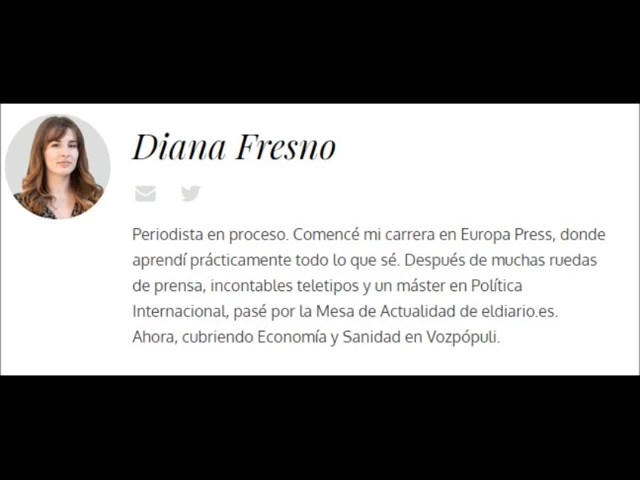 Diana Fresno
Periodista en proceso. Comencé mi carrera en Europa Press, donde
aprendí prácticamente todo lo que sé. Después de muchas ruedas
de prensa, incontables teletipos y un máster en Política
Internacional, pasé por la Mesa de Actualidad de eldiario.es.
Ahora, cubriendo Economía y Sanidad en Vozpópuli.